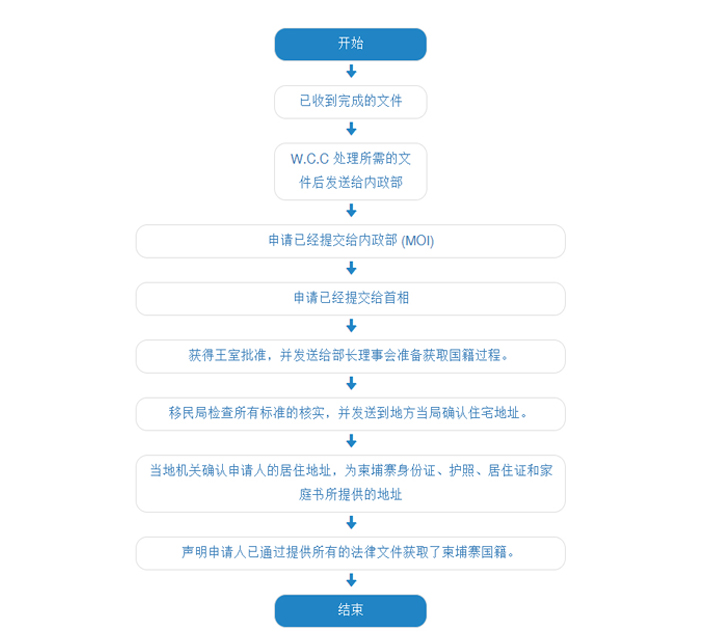 开始
已收到完成的文件
W.C.C 处理所需的文
件后发送给内政部
申请已经提交给内政部 (MOI)
申请已经提交给首相
获得王室批准，并发送给部长理事会准备获取国籍过程。
移民局检查所有标准的核实，并发送到地方当局确认住宅地址。
当地机关确认申请人的居住地址，为柬埔寨身份证、护照、居住证和家
庭书所提供的地址
声明申请人已通过提供所有的法律文件获取了柬埔寨国籍。
结束